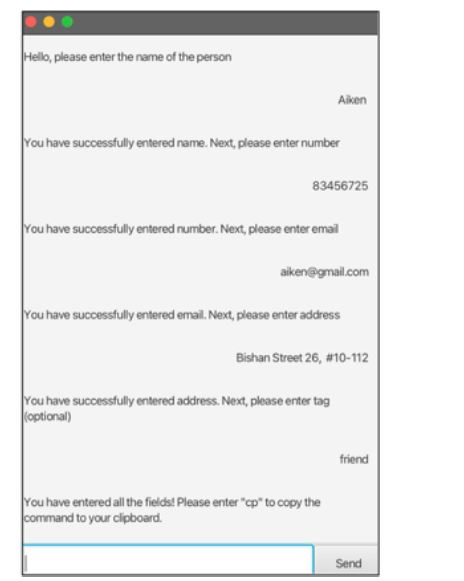 Hello, please enter the name of the person
Aiken
You have successfully entered name. Next, please enter number
83456725
You have successfully entered number. Next, please enter email
aiken@gmail.com
You have successfully entered email. Next, please enter address
Bishan Street 26, #10-112
You have successfully entered address. Next, please enter tag
(optional)
friend
You have entered all the fields! Please enter "cp" to copy the
command to your clipboard.
Send